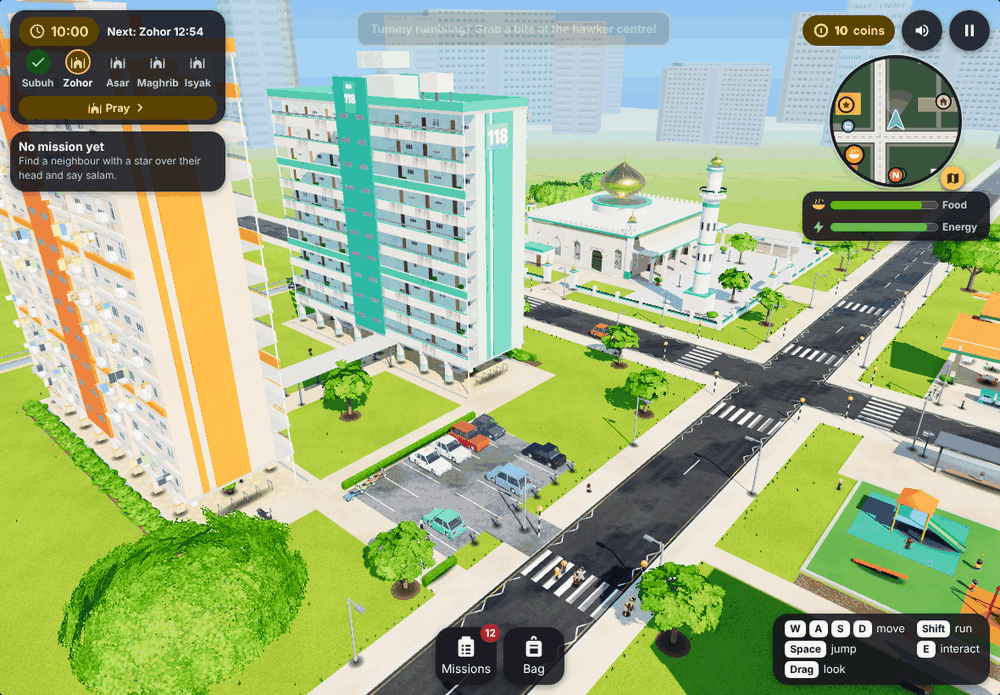 10:00
Next: Zohor 12:54
Subuh
Zohor
Asar
Maghrib
Isyak
Pray >
No mission yet
Find a neighbour with a star over their
head and say salam.
Tummy rumbling? Grab a bite at the hawker centre!
10 coins
N
Food
Energy
118
118
12
Missions
Bag
W A S D move
Shift run
Space jump
E interact
Drag look